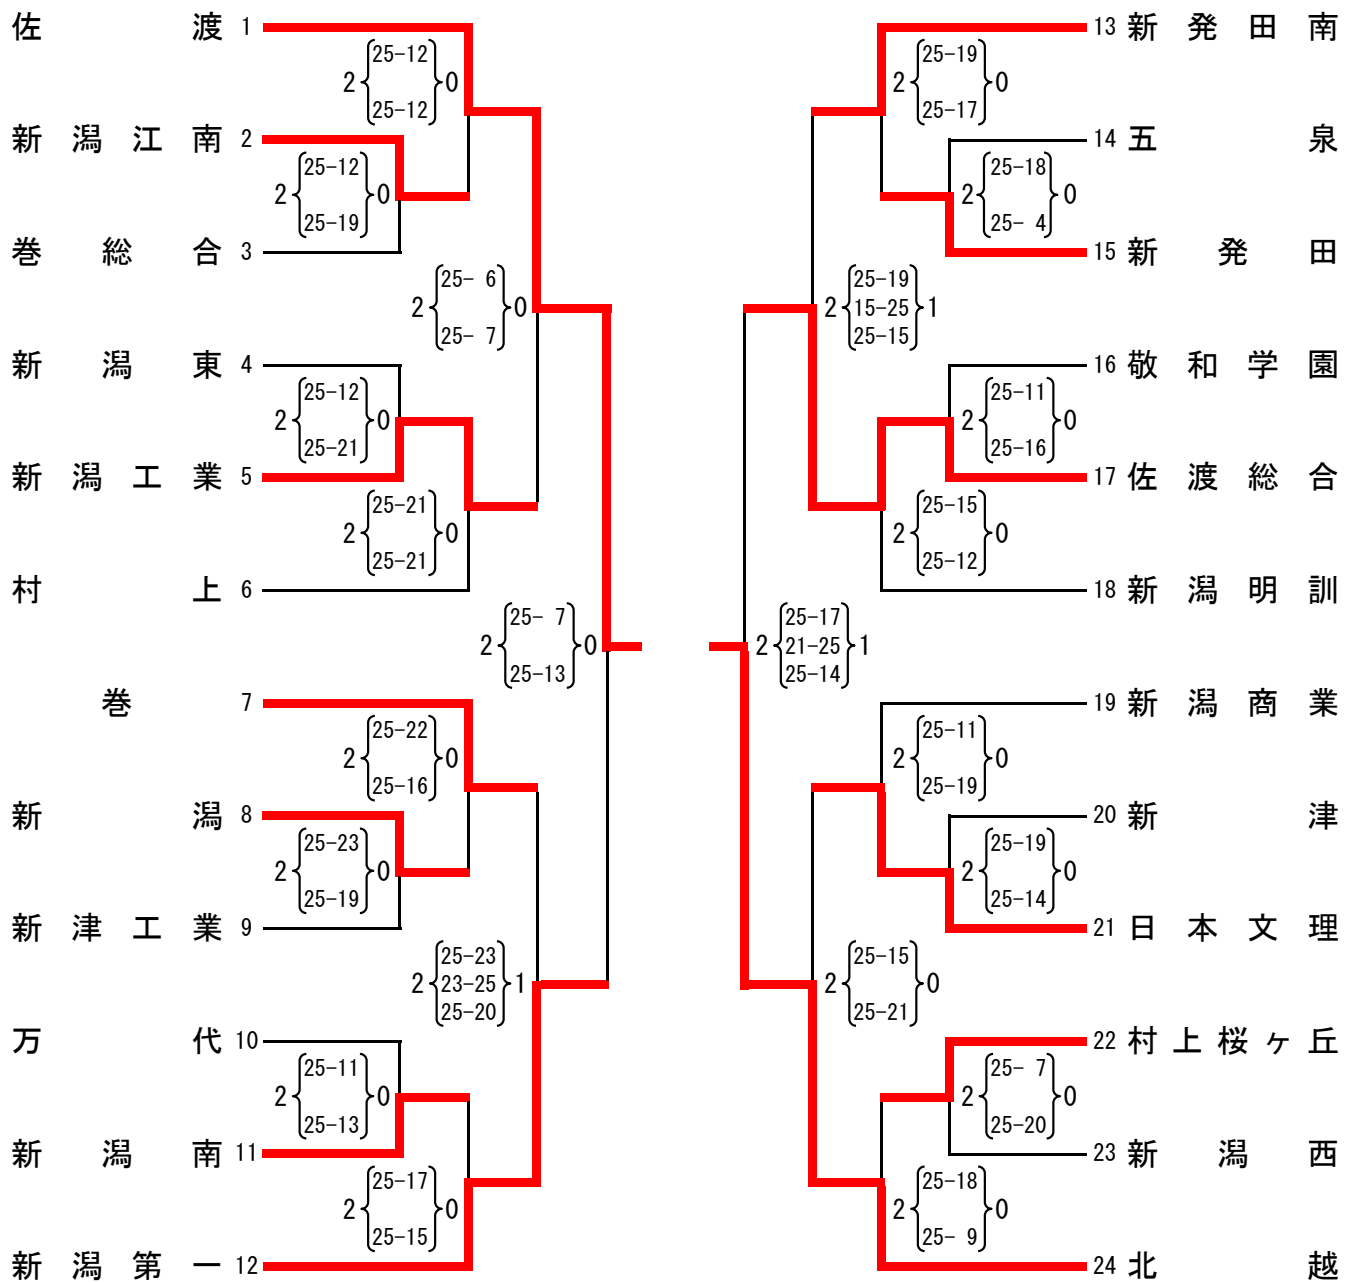 佐渡 1
25-12
2 0
25-12
新潟江南 2
25-12
2 0
25-19
巻総合 3
25- 6
2 0
25- 7
新潟東 4
25-12
2 0
25-21
新潟工業 5
25-21
2 0
25-21
村上 6
25- 7
2 0
25-13
巻 7
25-22
2 0
25-16
新潟 8
25-23
2 0
25-19
新津工業 9
25-23
2 23-25 1
25-20
万代 10
25-11
2 0
25-13
新潟南 11
25-17
2 0
25-15
新潟第一 12
13 新発田南
25-19
2 0
25-17
14 五泉
25-18
2 0
25- 4
15 新発田
25-19
2 15-25 1
25-15
16 敬和学園
25-11
2 0
25-16
17 佐渡総合
25-15
2 0
25-12
18 新潟明訓
25-17
2 21-25 1
25-14
19 新潟商業
25-11
2 0
25-19
20 新津
25-19
2 0
25-14
21 日本文理
25-15
2 0
25-21
22 村上桜ヶ丘
25- 7
2 0
25-20
23 新潟西
25-18
2 0
25- 9
24 北越